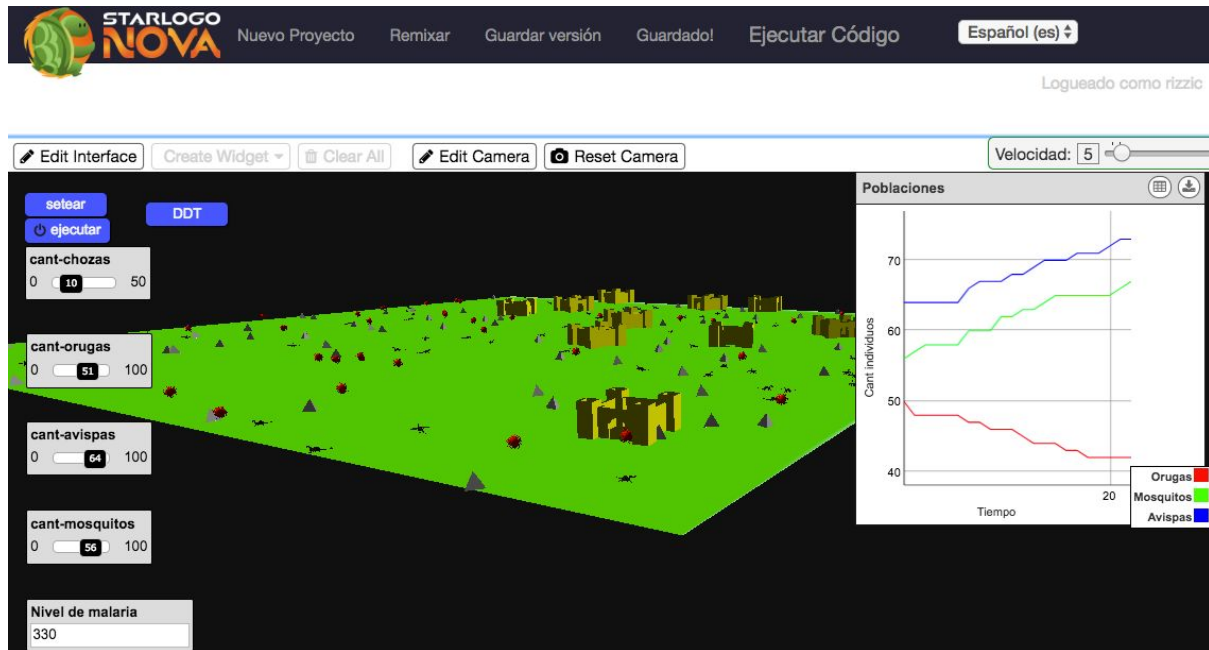 STARLOGO
NOVA
Nuevo Proyecto Remixar Guardar versión Guardado! Ejecutar Código Español (es)
Logueado como rizzic
Edit Interface Create Widget Clear All Edit Camera Reset Camera Velocidad: 5
setear
ejecutar
DDT
cant-chozas
0 10 50
cant-orugas
0 51 100
cant-avispas
0 64 100
cant-mosquitos
0 56 100
Nivel de malaria
330
Poblaciones
Cant individuos
70
60
50
40
20
Tiempo
Orugas
Mosquitos
Avispas